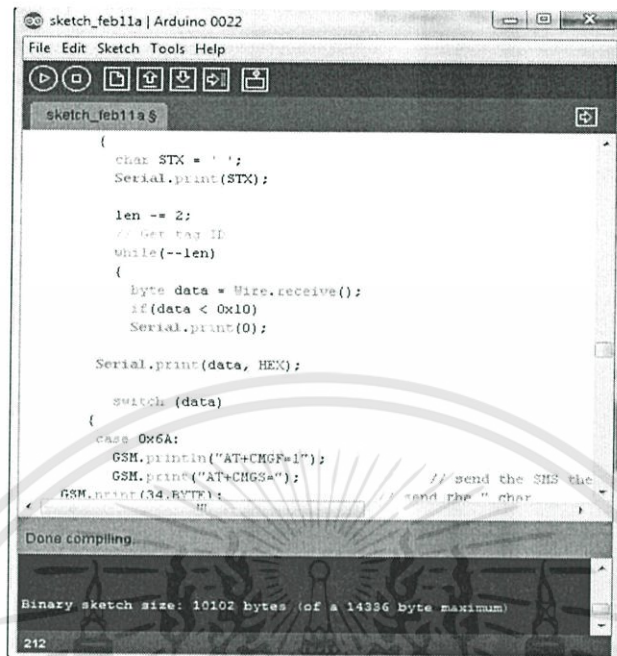 sketch_feb11a | Arduino 0022
File Edit Sketch Tools Help
sketch_feb11a §
{
char STX = ' ';
Serial.print(STX);
len -= 2;
// Get tag ID
while(--len)
{
byte data = Wire.receive();
if(data < 0x10)
Serial.print(0);
Serial.print(data, HEX);
switch (data)
{
case 0x6A:
GSM.println("AT+CMGF=1");
GSM.print("AT+CMGS="); // send the SMS the
GSM.print(34,BYTE); // send the " char
Done compiling.
Binary sketch size: 10102 bytes (of a 14336 byte maximum)
212